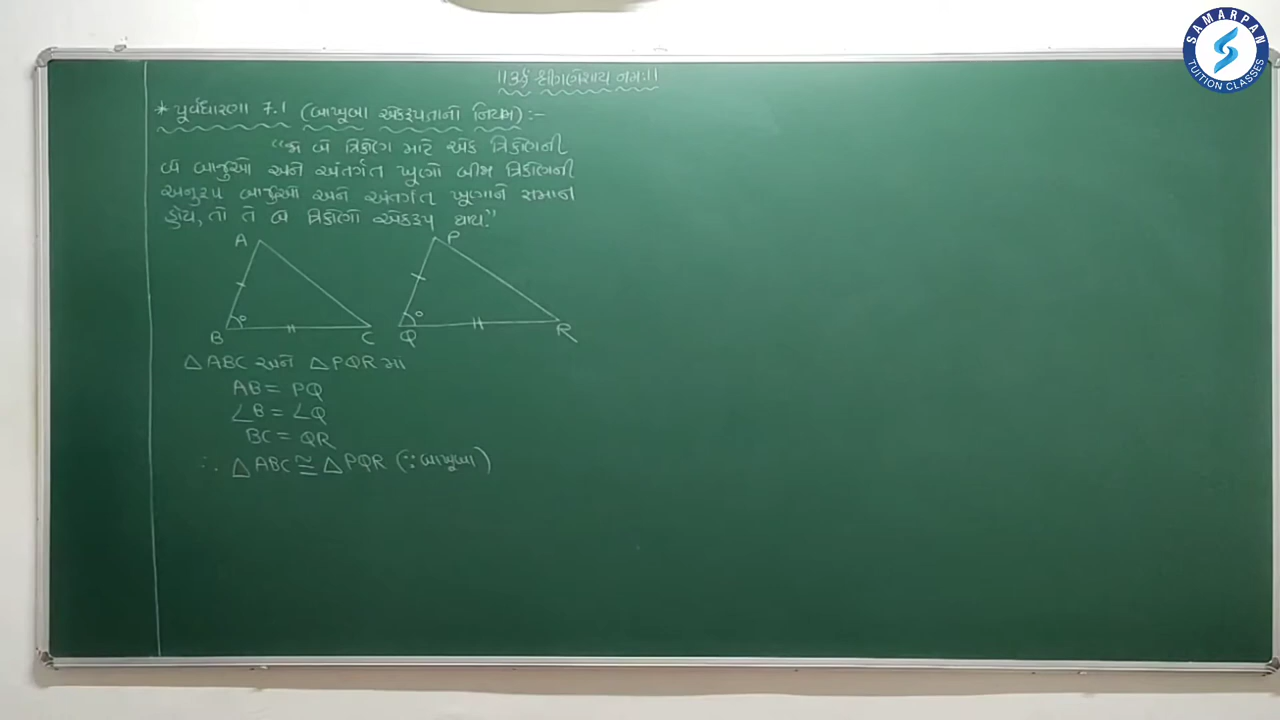 ॥ૐ શ્રી ગણેશાય નમઃ॥
SAMARPAN
TUITION CLASSES
* પૂર્વધારણા 7.1 (બાખૂબા એકરૂપતાનો નિયમ) :-
"જો બે ત્રિકોણ માટે એક ત્રિકોણની
બે બાજુઓ અને અંતર્ગત ખૂણો બીજા ત્રિકોણની
અનુરૂપ બાજુઓ અને અંતર્ગત ખૂણાને સમાન
હોય, તો તે બે ત્રિકોણો એકરૂપ થાય."
A P
B C Q R
△ABC અને △PQR માં
AB = PQ
∠B = ∠Q
BC = QR
∴ △ABC ≅ △PQR (∵ બાખૂબા)